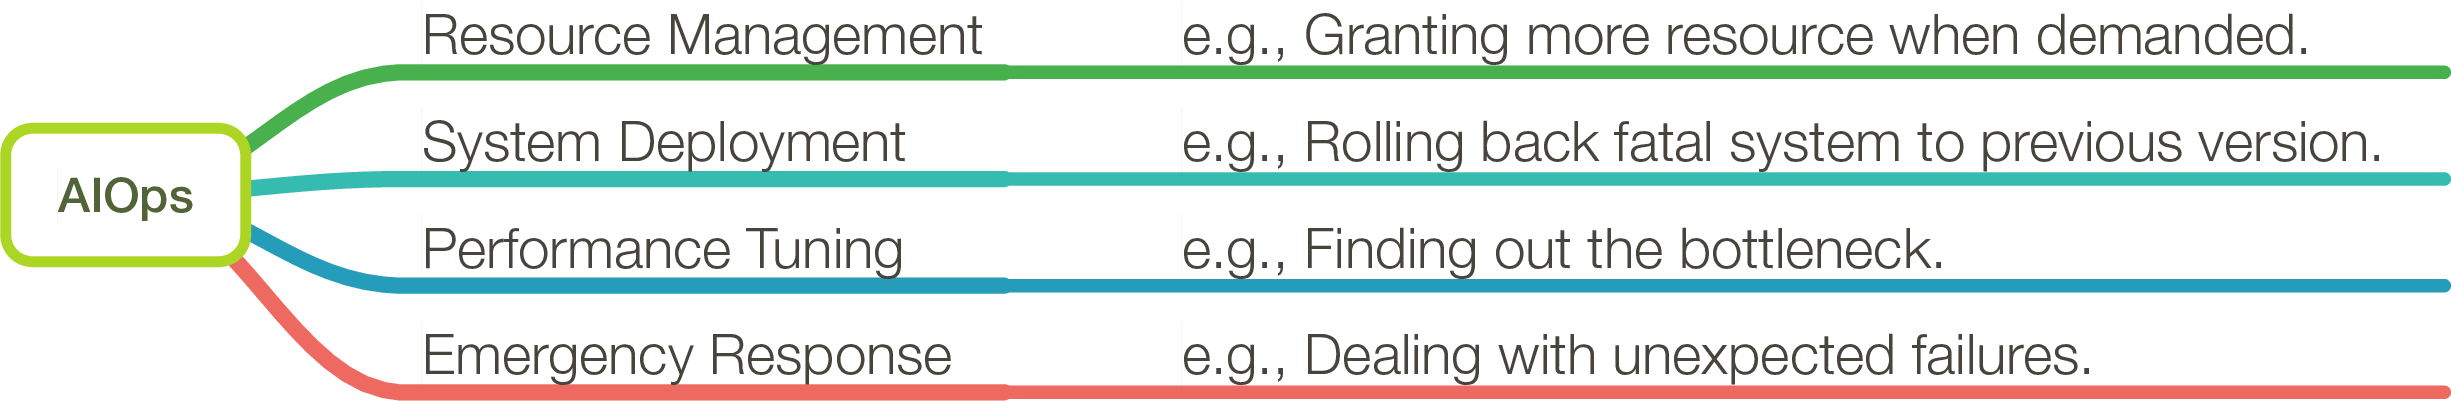 Resource Management e.g., Granting more resource when demanded.
System Deployment e.g., Rolling back fatal system to previous version.
AIOps
Performance Tuning e.g., Finding out the bottleneck.
Emergency Response e.g., Dealing with unexpected failures.